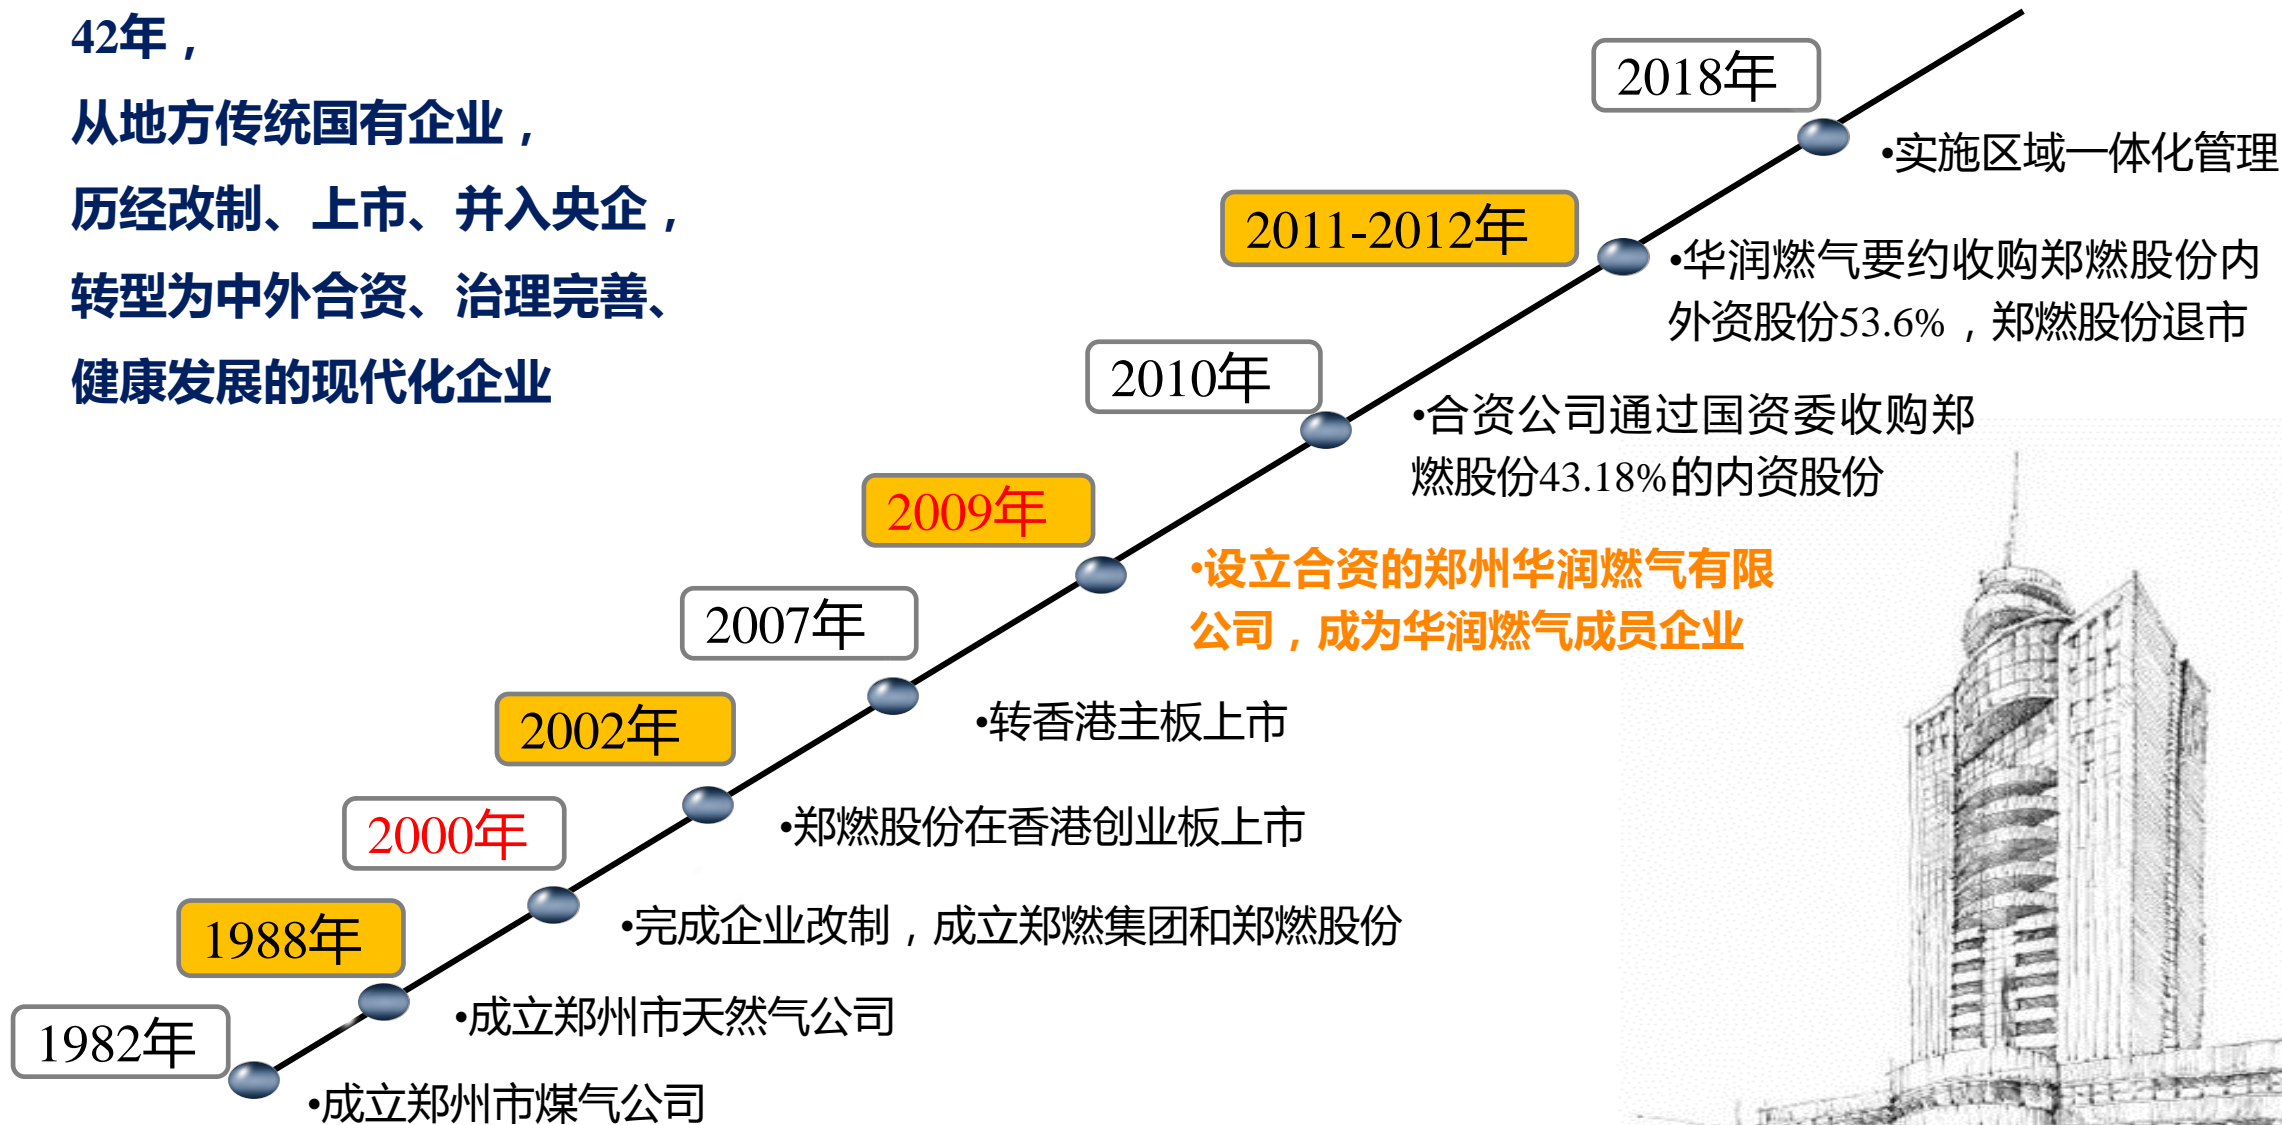 42年，
从地方传统国有企业，
历经改制、上市、并入央企，
转型为中外合资、治理完善、
健康发展的现代化企业
2018年
•实施区域一体化管理
2011-2012年
•华润燃气要约收购郑燃股份内
外资股份53.6%，郑燃股份退市
2010年
•合资公司通过国资委收购郑
燃股份43.18%的内资股份
2009年
•设立合资的郑州华润燃气有限
公司，成为华润燃气成员企业
2007年
•转香港主板上市
2002年
•郑燃股份在香港创业板上市
2000年
•完成企业改制，成立郑燃集团和郑燃股份
1988年
•成立郑州市天然气公司
1982年
•成立郑州市煤气公司